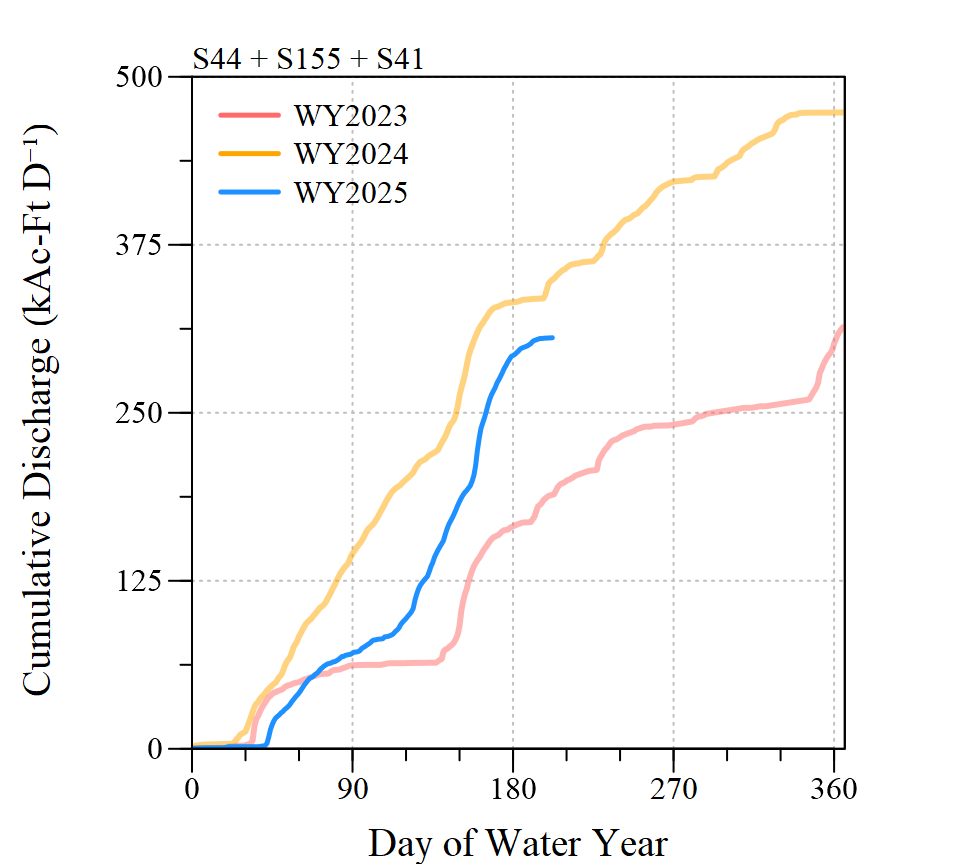 S44 + S155 + S41
500
375
250
125
0
Cumulative Discharge (kAc-Ft D⁻¹)
WY2023
WY2024
WY2025
0 90 180 270 360
Day of Water Year